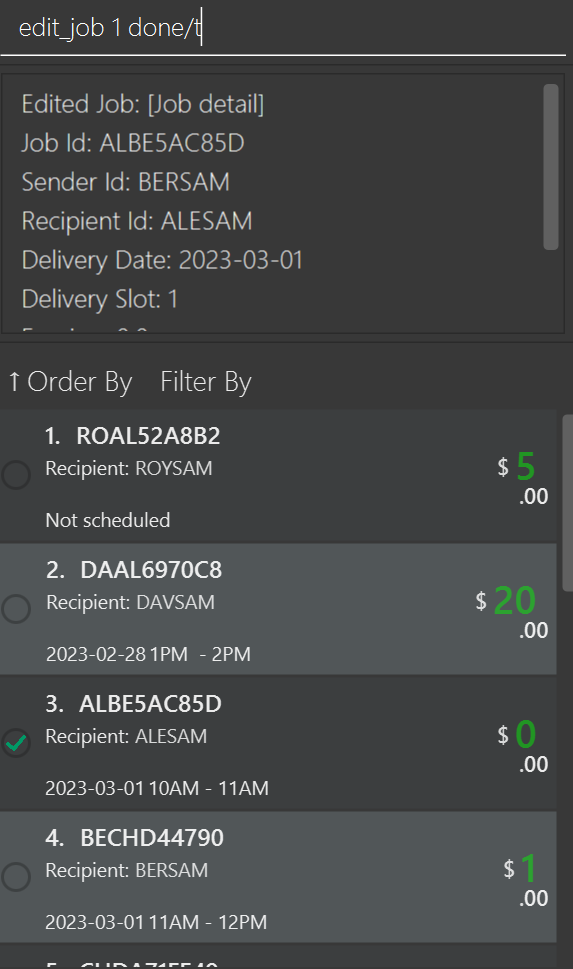 edit_job 1 done/t
Edited Job: [Job detail]
Job Id: ALBE5AC85D
Sender Id: BERSAM
Recipient Id: ALESAM
Delivery Date: 2023-03-01
Delivery Slot: 1
↑ Order By Filter By
1. ROAL52A8B2
Recipient: ROYSAM
$ 5
.00
Not scheduled
2. DAAL6970C8
Recipient: DAVSAM
$ 20
.00
2023-02-28 1PM - 2PM
3. ALBE5AC85D
Recipient: ALESAM
$ 0
.00
2023-03-01 10AM - 11AM
4. BECHD44790
Recipient: BERSAM
$ 1
.00
2023-03-01 11AM - 12PM